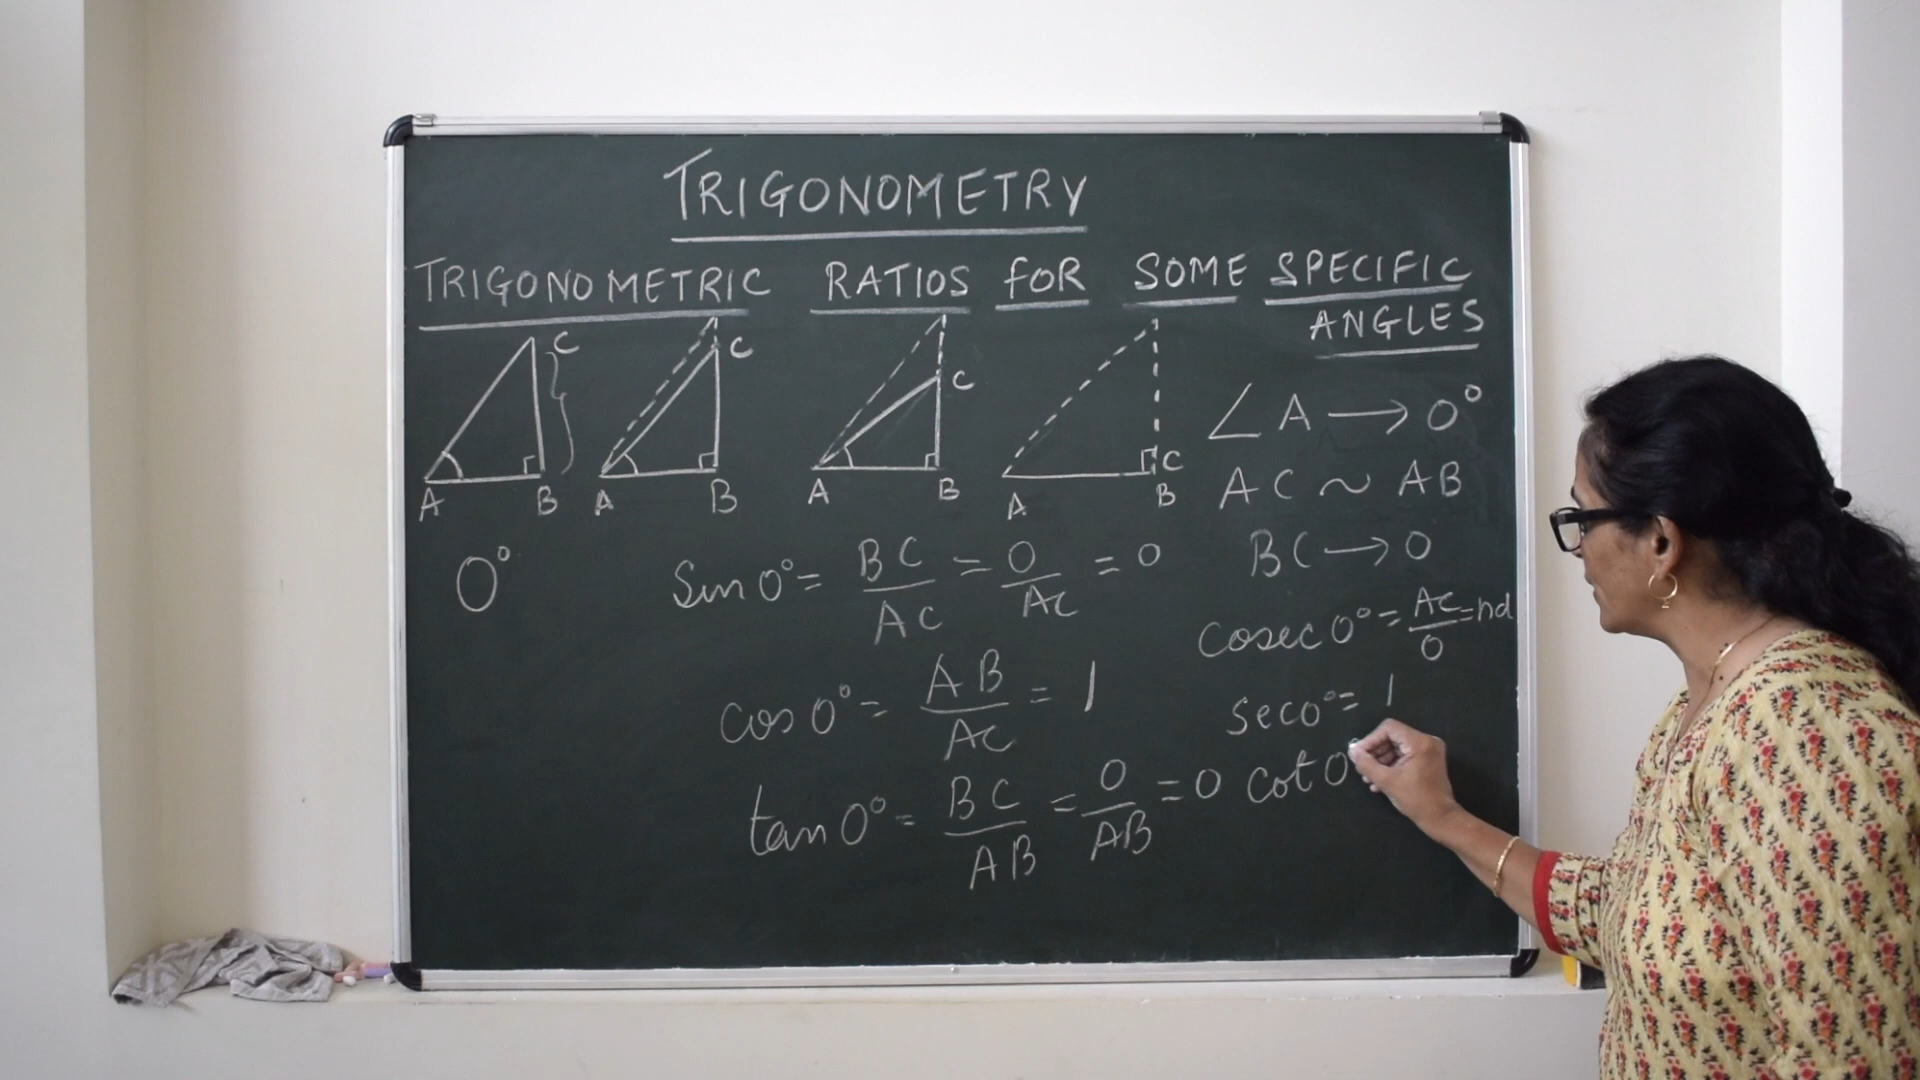 TRIGONOMETRY
TRIGONOMETRIC RATIOS FOR SOME SPECIFIC
ANGLES
C
A B
C
A B
C
A B
C
A B
∠A → 0°
AC ~ AB
BC → 0
0°
Sin 0° = BC/AC = 0/AC = 0
cosec 0° = AC/0 = nd
cos 0° = AB/AC = 1
sec 0° = 1
tan 0° = BC/AB = 0/AB = 0
cot 0